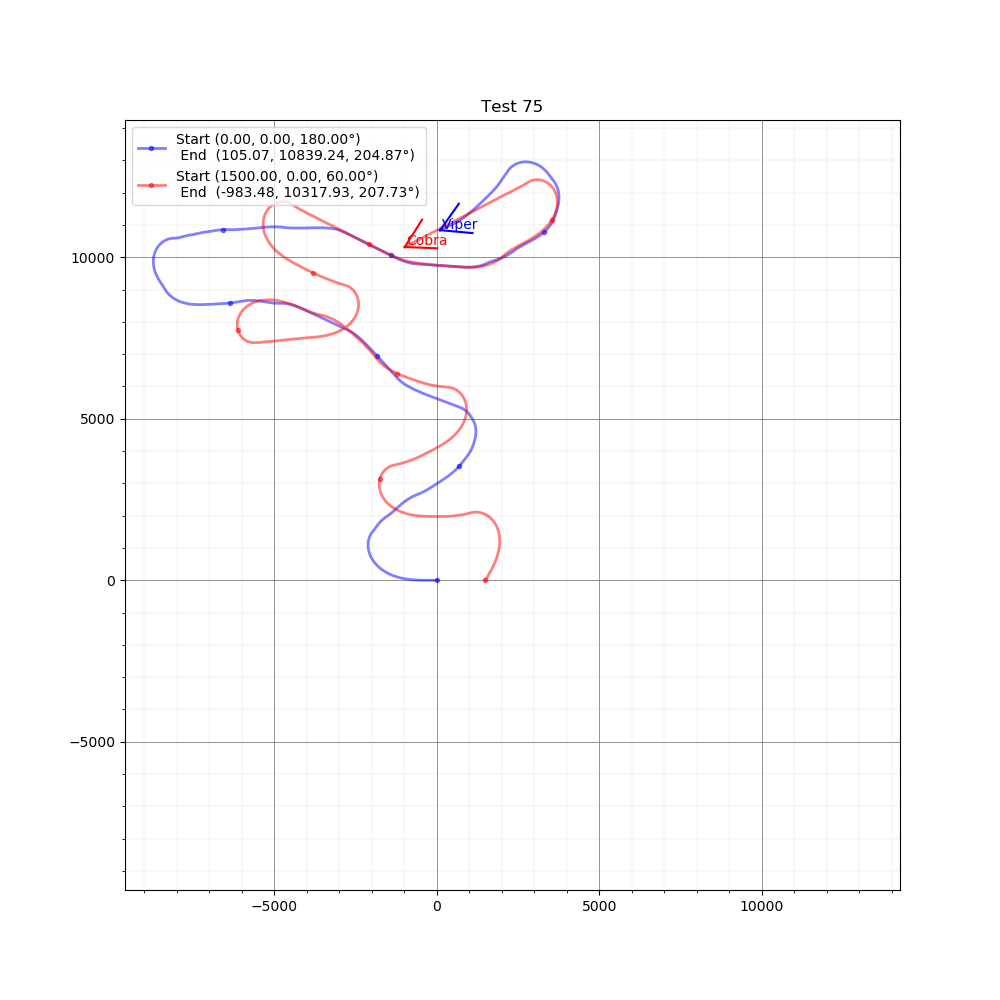 Test 75
Start (0.00, 0.00, 180.00°)
End  (105.07, 10839.24, 204.87°)
Start (1500.00, 0.00, 60.00°)
End  (-983.48, 10317.93, 207.73°)
Viper
Cobra
10000
5000
0
−5000
−5000
0
5000
10000